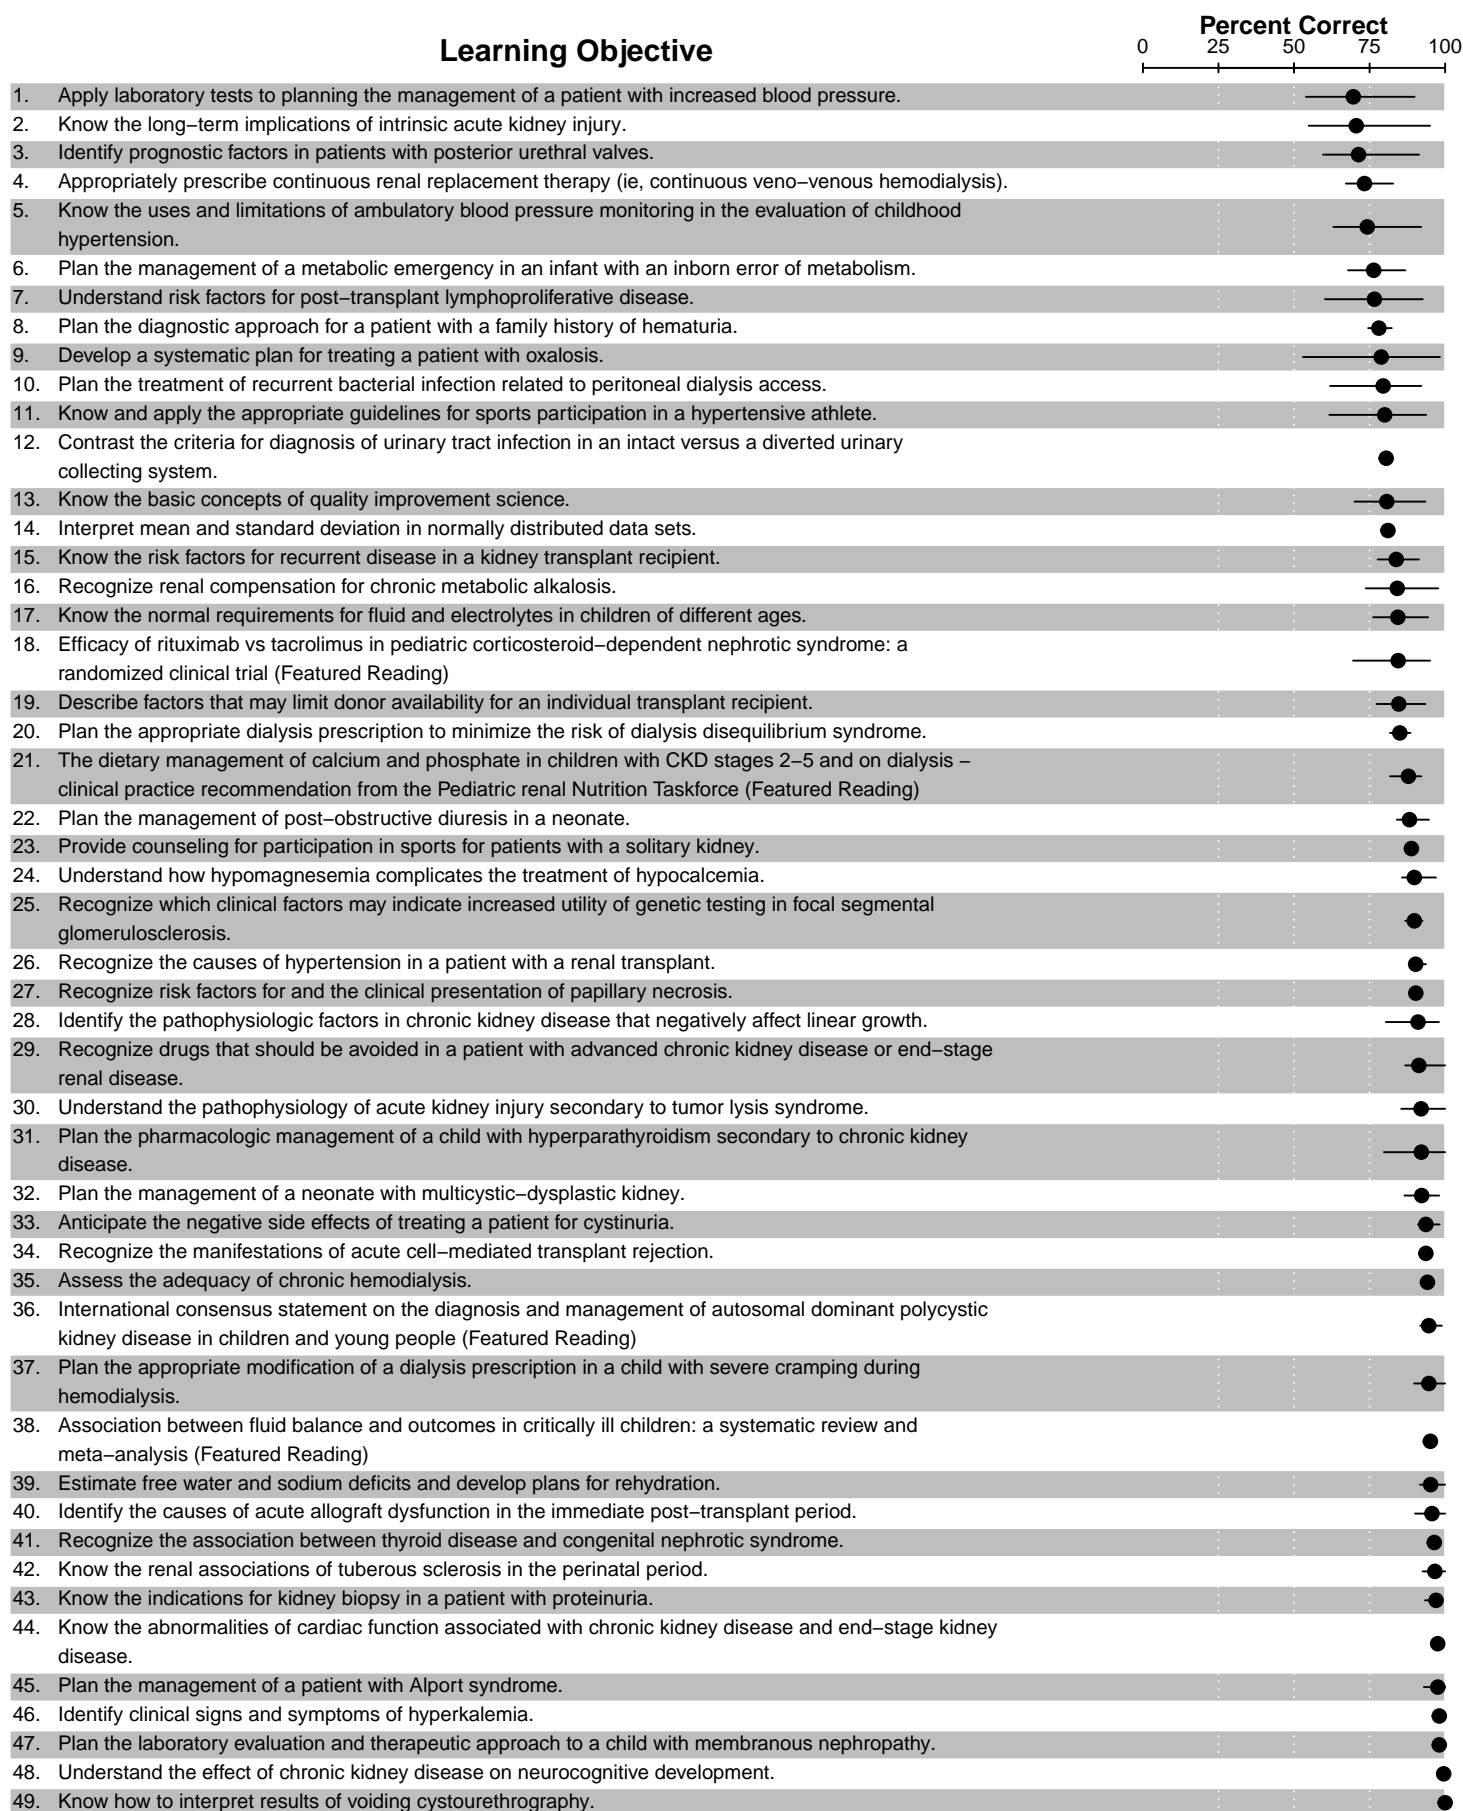 Percent Correct
Learning Objective
0 25 50 75 100
1. Apply laboratory tests to planning the management of a patient with increased blood pressure.
2. Know the long−term implications of intrinsic acute kidney injury.
3. Identify prognostic factors in patients with posterior urethral valves.
4. Appropriately prescribe continuous renal replacement therapy (ie, continuous veno−venous hemodialysis).
5. Know the uses and limitations of ambulatory blood pressure monitoring in the evaluation of childhood
hypertension.
6. Plan the management of a metabolic emergency in an infant with an inborn error of metabolism.
7. Understand risk factors for post−transplant lymphoproliferative disease.
8. Plan the diagnostic approach for a patient with a family history of hematuria.
9. Develop a systematic plan for treating a patient with oxalosis.
10. Plan the treatment of recurrent bacterial infection related to peritoneal dialysis access.
11. Know and apply the appropriate guidelines for sports participation in a hypertensive athlete.
12. Contrast the criteria for diagnosis of urinary tract infection in an intact versus a diverted urinary
collecting system.
13. Know the basic concepts of quality improvement science.
14. Interpret mean and standard deviation in normally distributed data sets.
15. Know the risk factors for recurrent disease in a kidney transplant recipient.
16. Recognize renal compensation for chronic metabolic alkalosis.
17. Know the normal requirements for fluid and electrolytes in children of different ages.
18. Efficacy of rituximab vs tacrolimus in pediatric corticosteroid−dependent nephrotic syndrome: a
randomized clinical trial (Featured Reading)
19. Describe factors that may limit donor availability for an individual transplant recipient.
20. Plan the appropriate dialysis prescription to minimize the risk of dialysis disequilibrium syndrome.
21. The dietary management of calcium and phosphate in children with CKD stages 2−5 and on dialysis −
clinical practice recommendation from the Pediatric renal Nutrition Taskforce (Featured Reading)
22. Plan the management of post−obstructive diuresis in a neonate.
23. Provide counseling for participation in sports for patients with a solitary kidney.
24. Understand how hypomagnesemia complicates the treatment of hypocalcemia.
25. Recognize which clinical factors may indicate increased utility of genetic testing in focal segmental
glomerulosclerosis.
26. Recognize the causes of hypertension in a patient with a renal transplant.
27. Recognize risk factors for and the clinical presentation of papillary necrosis.
28. Identify the pathophysiologic factors in chronic kidney disease that negatively affect linear growth.
29. Recognize drugs that should be avoided in a patient with advanced chronic kidney disease or end−stage
renal disease.
30. Understand the pathophysiology of acute kidney injury secondary to tumor lysis syndrome.
31. Plan the pharmacologic management of a child with hyperparathyroidism secondary to chronic kidney
disease.
32. Plan the management of a neonate with multicystic−dysplastic kidney.
33. Anticipate the negative side effects of treating a patient for cystinuria.
34. Recognize the manifestations of acute cell−mediated transplant rejection.
35. Assess the adequacy of chronic hemodialysis.
36. International consensus statement on the diagnosis and management of autosomal dominant polycystic
kidney disease in children and young people (Featured Reading)
37. Plan the appropriate modification of a dialysis prescription in a child with severe cramping during
hemodialysis.
38. Association between fluid balance and outcomes in critically ill children: a systematic review and
meta−analysis (Featured Reading)
39. Estimate free water and sodium deficits and develop plans for rehydration.
40. Identify the causes of acute allograft dysfunction in the immediate post−transplant period.
41. Recognize the association between thyroid disease and congenital nephrotic syndrome.
42. Know the renal associations of tuberous sclerosis in the perinatal period.
43. Know the indications for kidney biopsy in a patient with proteinuria.
44. Know the abnormalities of cardiac function associated with chronic kidney disease and end−stage kidney
disease.
45. Plan the management of a patient with Alport syndrome.
46. Identify clinical signs and symptoms of hyperkalemia.
47. Plan the laboratory evaluation and therapeutic approach to a child with membranous nephropathy.
48. Understand the effect of chronic kidney disease on neurocognitive development.
49. Know how to interpret results of voiding cystourethrography.